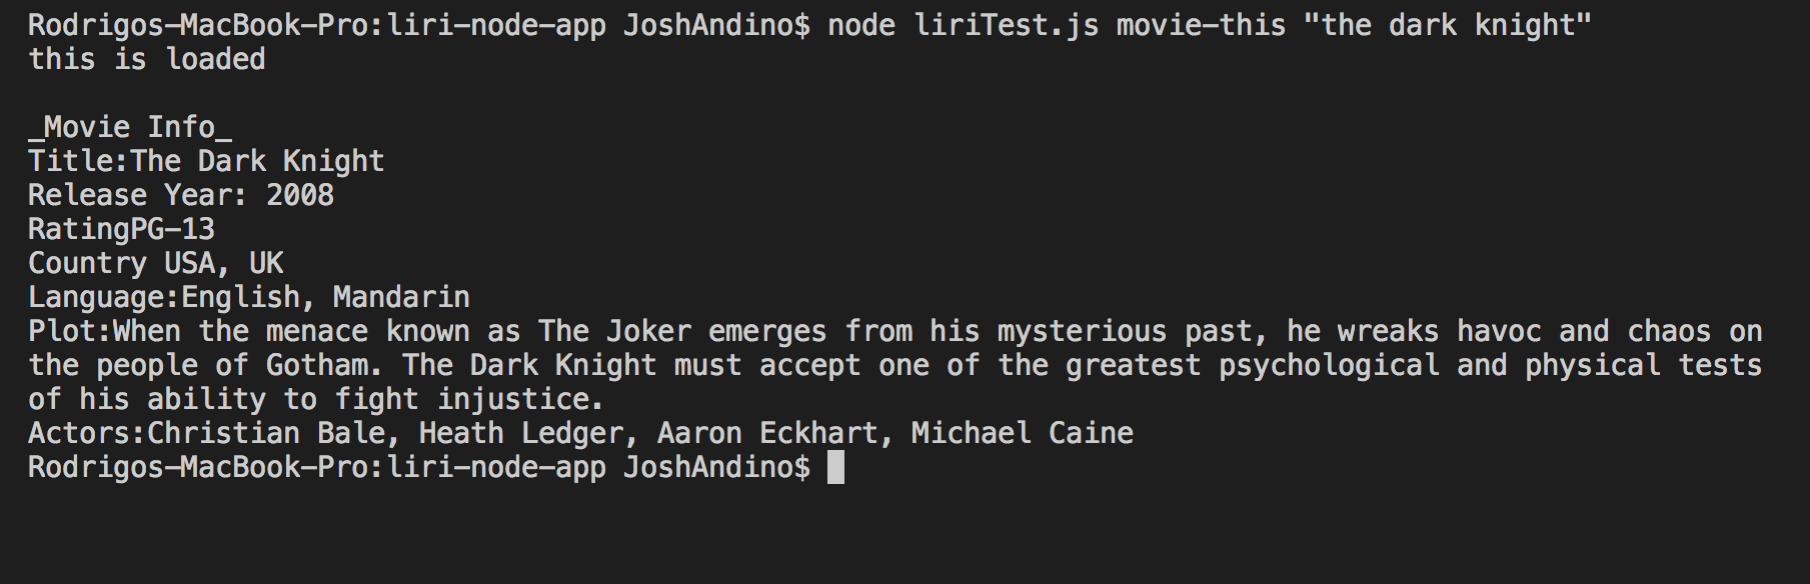 Rodrigos-MacBook-Pro:liri-node-app JoshAndino$ node liriTest.js movie-this "the dark knight"
this is loaded
_Movie Info_
Title:The Dark Knight
Release Year: 2008
RatingPG-13
Country USA, UK
Language:English, Mandarin
Plot:When the menace known as The Joker emerges from his mysterious past, he wreaks havoc and chaos on
the people of Gotham. The Dark Knight must accept one of the greatest psychological and physical tests
of his ability to fight injustice.
Actors:Christian Bale, Heath Ledger, Aaron Eckhart, Michael Caine
Rodrigos-MacBook-Pro:liri-node-app JoshAndino$